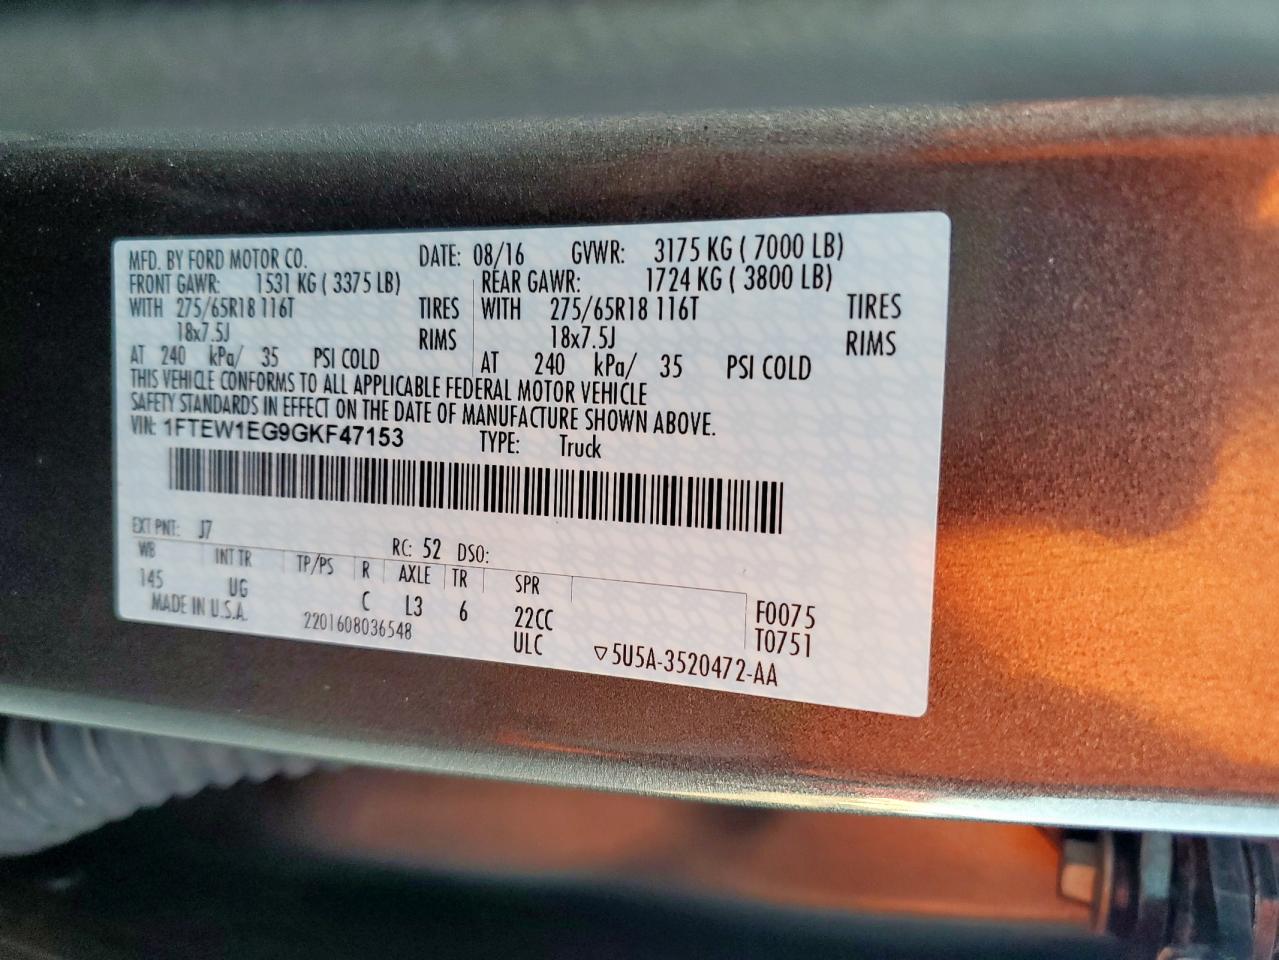 MFD. BY FORD MOTOR CO. DATE: 08/16 GVWR: 3175 KG ( 7000 LB)
FRONT GAWR: 1531 KG ( 3375 LB) REAR GAWR: 1724 KG ( 3800 LB)
WITH 275/65R18 116T TIRES WITH 275/65R18 116T TIRES
18x7.5J RIMS 18x7.5J RIMS
AT 240 kPa/ 35 PSI COLD AT 240 kPa/ 35 PSI COLD
THIS VEHICLE CONFORMS TO ALL APPLICABLE FEDERAL MOTOR VEHICLE
SAFETY STANDARDS IN EFFECT ON THE DATE OF MANUFACTURE SHOWN ABOVE.
VIN: 1FTEW1EG9GKF47153 TYPE: Truck
EXT PNT: J7 RC: 52 DSO:
WB INT TR TP/PS R AXLE TR SPR
145 UG C L3 6 22CC F0075
MADE IN U.S.A. 2201608036548 ULC T0751
▽5U5A-3520472-AA